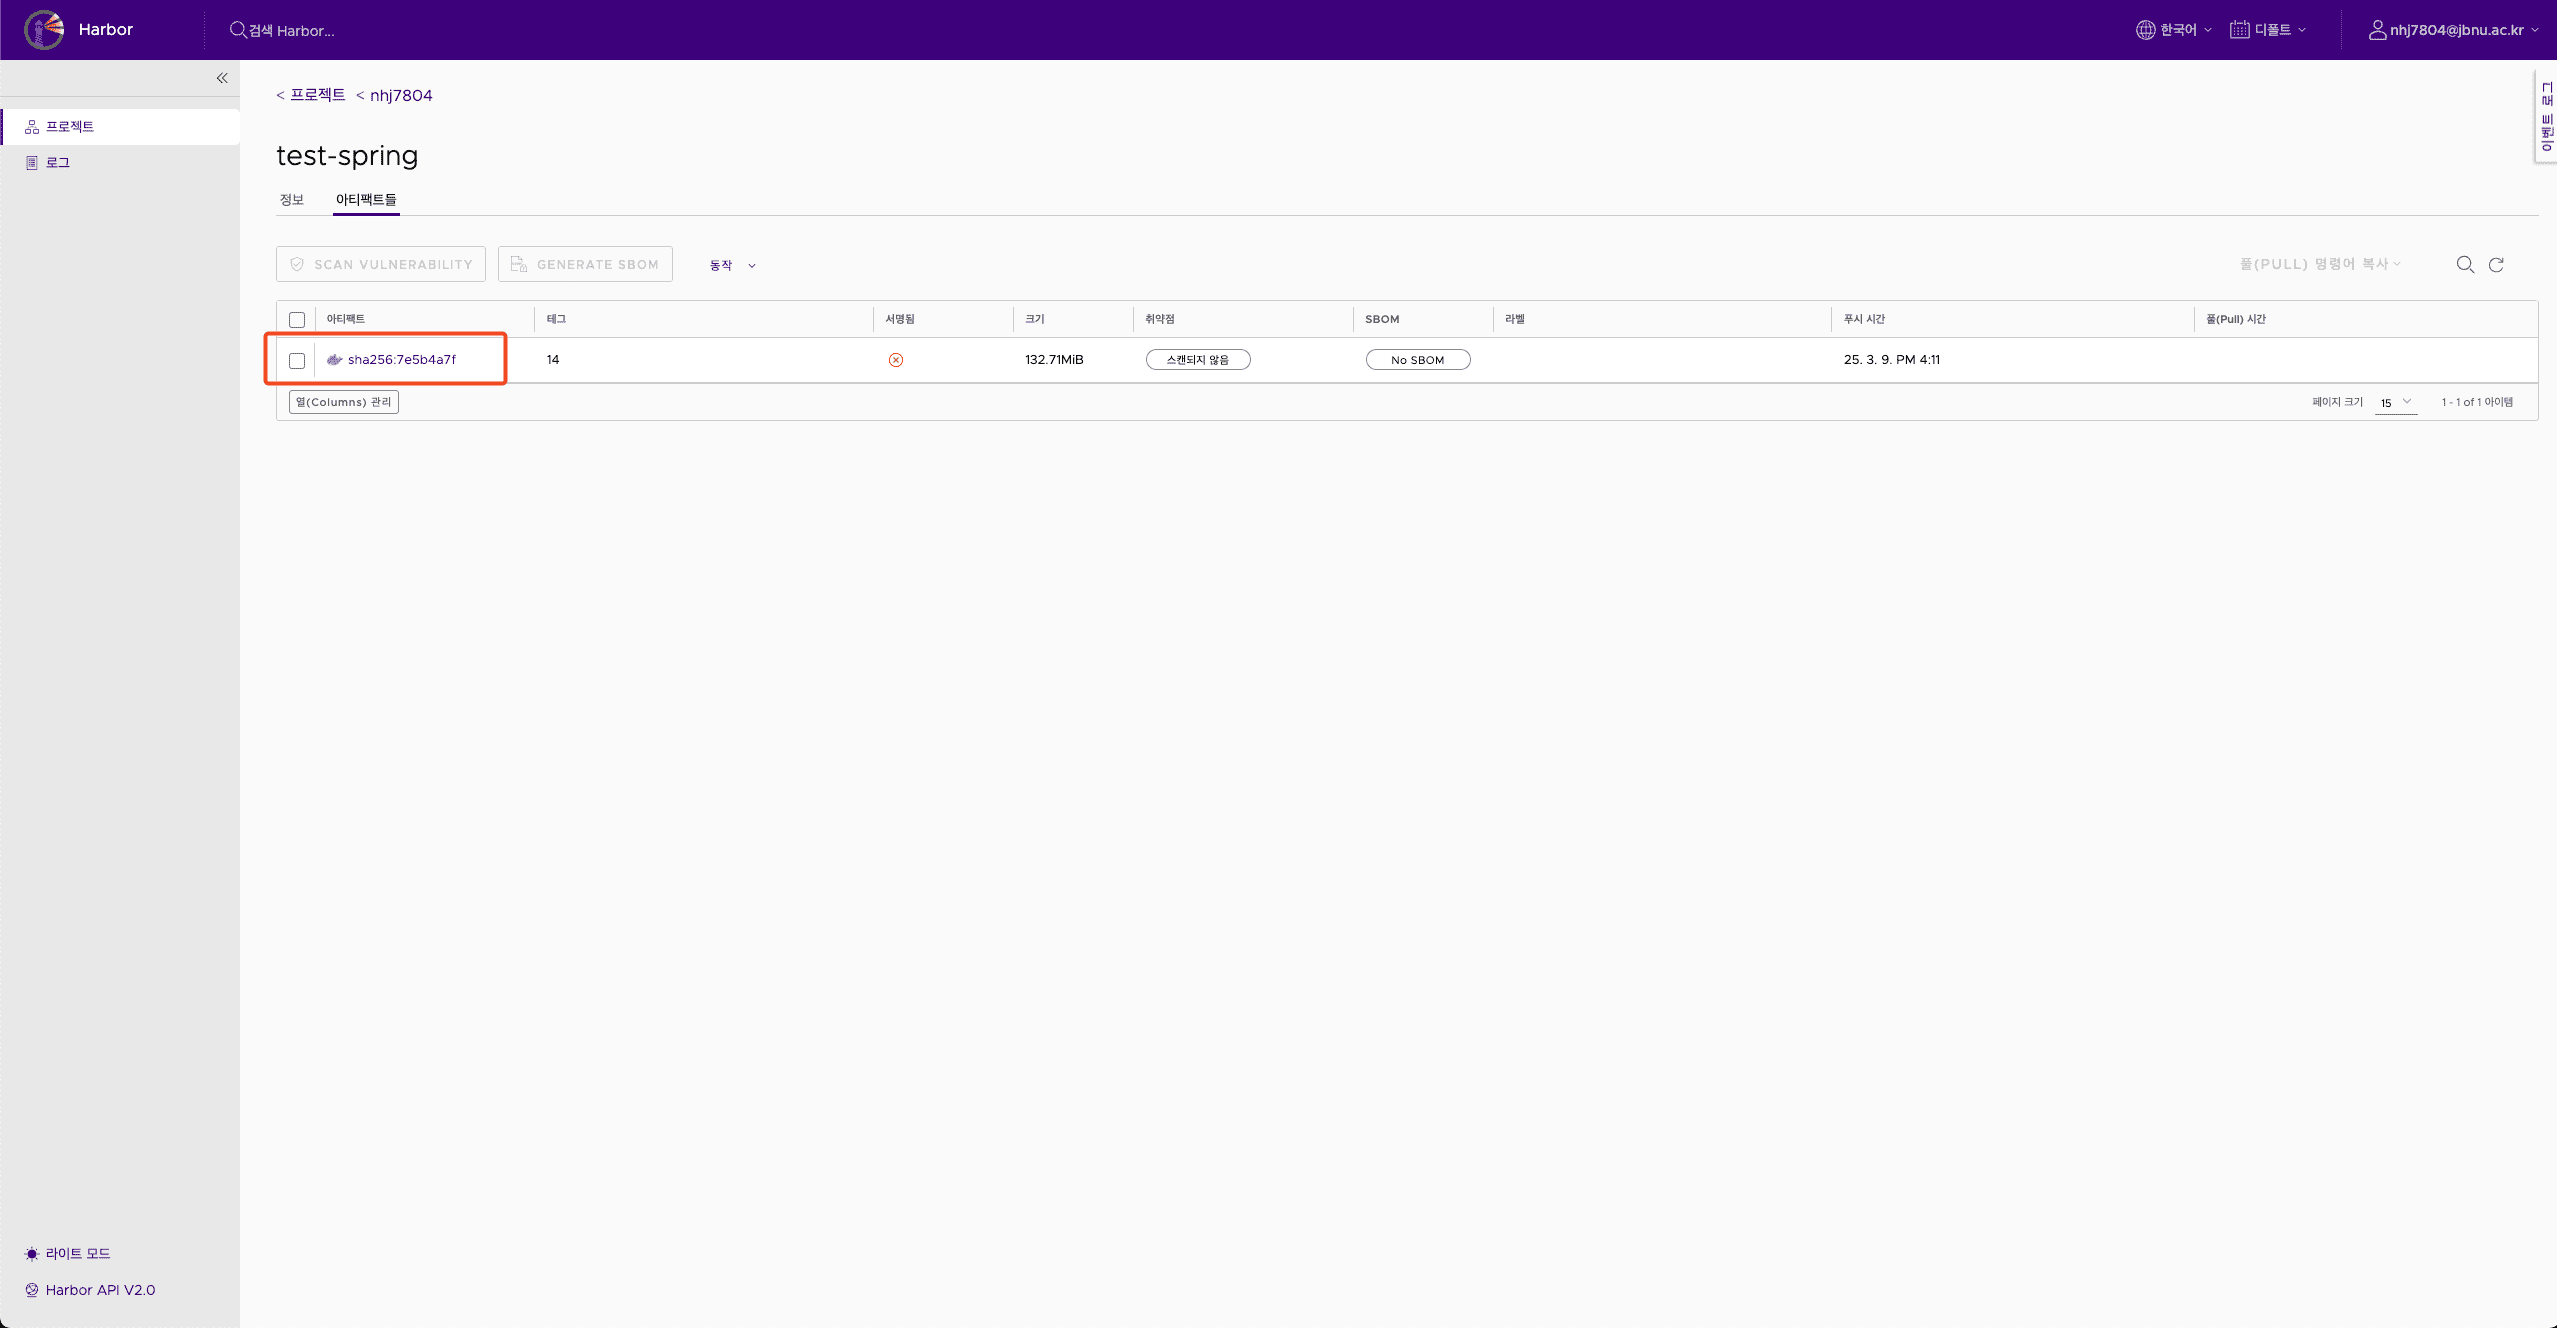 Harbor
검색 Harbor...
한국어
디폴트
nhj7804@jbnu.ac.kr
프로젝트
로그
< 프로젝트 < nhj7804
이벤트 로그
test-spring
정보
아티팩트들
SCAN VULNERABILITY
GENERATE SBOM
동작
풀(PULL) 명령어 복사
아티팩트 테그 서명됨 크기 취약점 SBOM 라벨 푸시 시간 풀(Pull) 시간
sha256:7e5b4a7f 14 132.71MiB 스캔되지 않음 No SBOM 25. 3. 9. PM 4:11
열(Columns) 관리
페이지 크기 15 1 - 1 of 1 아이템
라이트 모드
Harbor API V2.0